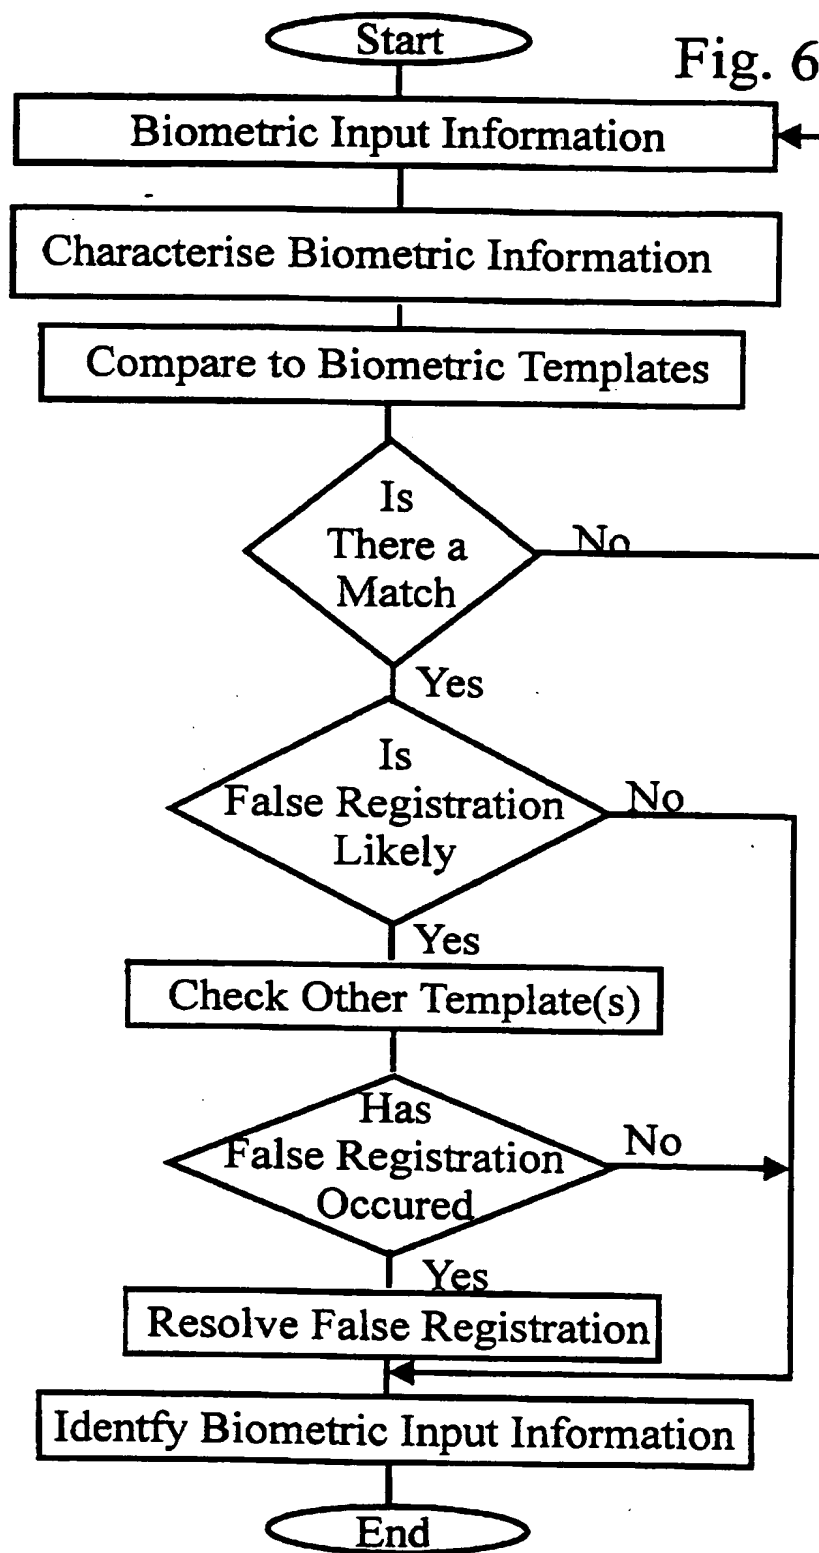 Start
Fig. 6
Biometric Input Information
Characterise Biometric Information
Compare to Biometric Templates
Is
There a
Match
No
Yes
Is
False Registration
Likely
No
Yes
Check Other Template(s)
Has
False Registration
Occured
No
Yes
Resolve False Registration
Identfy Biometric Input Information
End